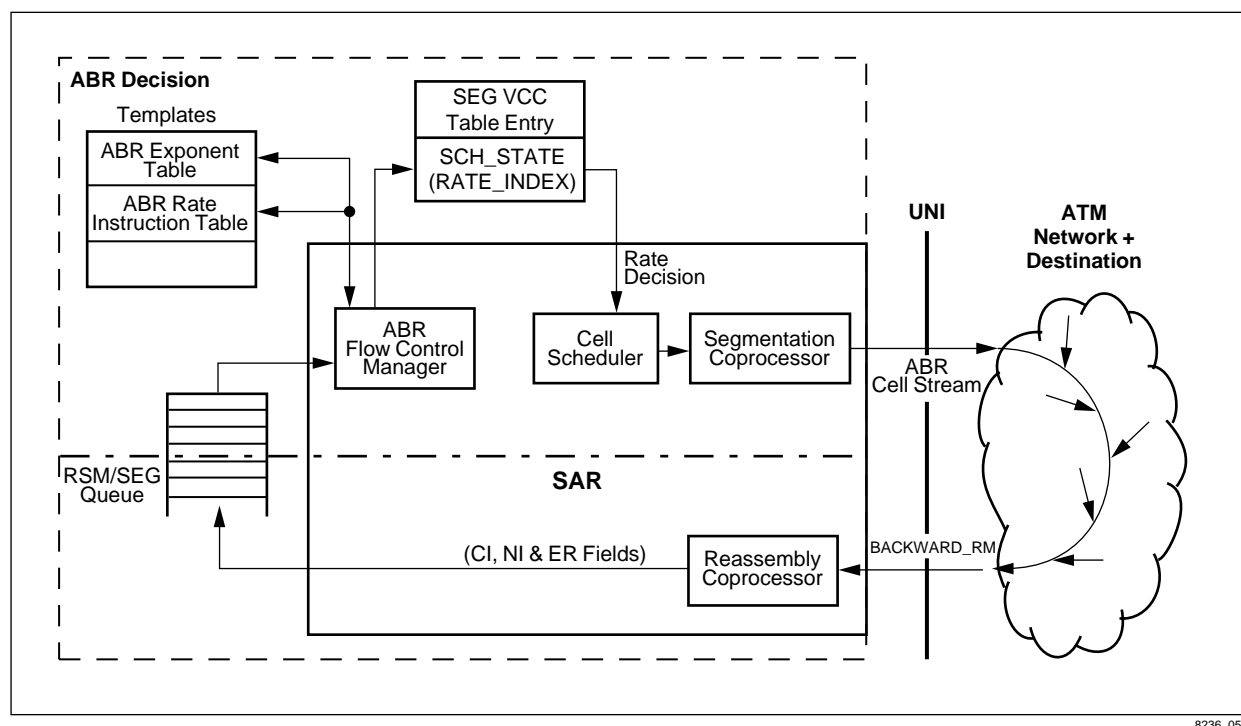 ABR Decision
Templates
ABR Exponent
Table
ABR Rate
Instruction Table
SEG VCC
Table Entry
SCH_STATE
(RATE_INDEX)
UNI
ATM
Network +
Destination
Rate
Decision
ABR
Flow Control
Manager
Cell
Scheduler
Segmentation
Coprocessor
ABR
Cell Stream
RSM/SEG
Queue
SAR
(CI, NI & ER Fields)
Reassembly
Coprocessor
BACKWARD_RM